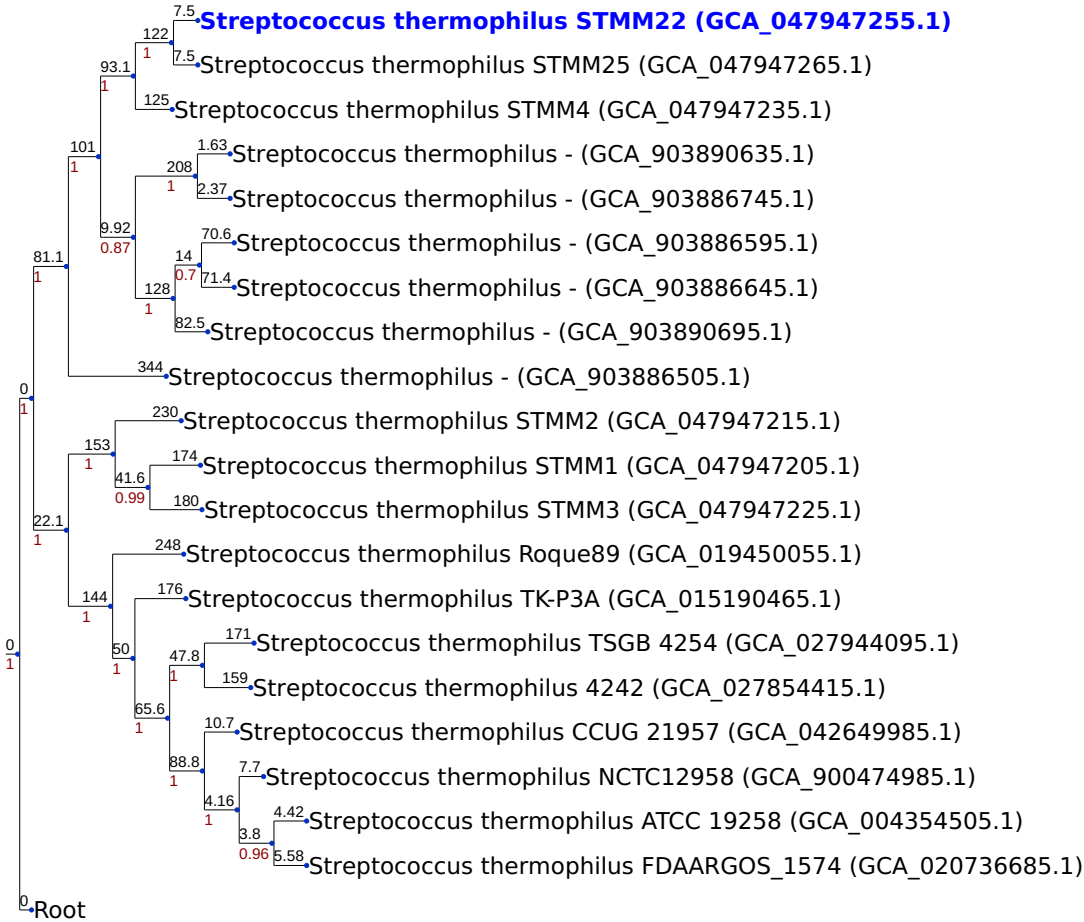 7.5 Streptococcus thermophilus STMM22 (GCA_047947255.1)
122
1
7.5 Streptococcus thermophilus STMM25 (GCA_047947265.1)
93.1
1
125 Streptococcus thermophilus STMM4 (GCA_047947235.1)
101
1
1.63 Streptococcus thermophilus - (GCA_903890635.1)
208
1
2.37 Streptococcus thermophilus - (GCA_903886745.1)
9.92
0.87
70.6 Streptococcus thermophilus - (GCA_903886595.1)
14
0.7
71.4 Streptococcus thermophilus - (GCA_903886645.1)
128
1
82.5 Streptococcus thermophilus - (GCA_903890695.1)
81.1
1
344 Streptococcus thermophilus - (GCA_903886505.1)
0
1
230 Streptococcus thermophilus STMM2 (GCA_047947215.1)
153
1
174 Streptococcus thermophilus STMM1 (GCA_047947205.1)
41.6
0.99
180 Streptococcus thermophilus STMM3 (GCA_047947225.1)
22.1
1
248 Streptococcus thermophilus Roque89 (GCA_019450055.1)
144
1
176 Streptococcus thermophilus TK-P3A (GCA_015190465.1)
50
1
171 Streptococcus thermophilus TSGB 4254 (GCA_027944095.1)
47.8
1
159 Streptococcus thermophilus 4242 (GCA_027854415.1)
0
1
65.6
1
10.7 Streptococcus thermophilus CCUG 21957 (GCA_042649985.1)
88.8
1
7.7 Streptococcus thermophilus NCTC12958 (GCA_900474985.1)
4.16
1
4.42 Streptococcus thermophilus ATCC 19258 (GCA_004354505.1)
3.8
0.96
5.58 Streptococcus thermophilus FDAARGOS_1574 (GCA_020736685.1)
0 Root